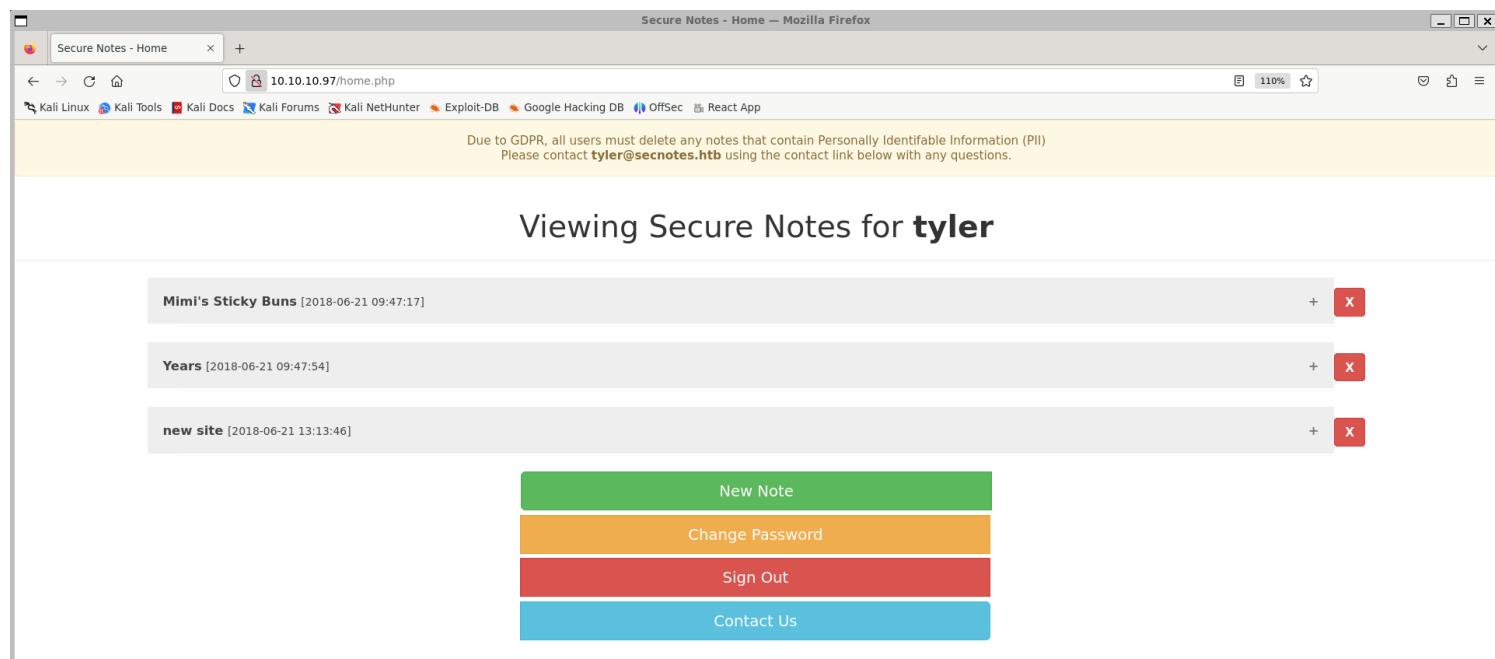 Secure Notes - Home — Mozilla Firefox
Secure Notes - Home × +
10.10.10.97/home.php 110%
Kali Linux Kali Tools Kali Docs Kali Forums Kali NetHunter Exploit-DB Google Hacking DB OffSec React App
Due to GDPR, all users must delete any notes that contain Personally Identifable Information (PII)
Please contact tyler@secnotes.htb using the contact link below with any questions.
Viewing Secure Notes for tyler
Mimi's Sticky Buns [2018-06-21 09:47:17] + X
Years [2018-06-21 09:47:54] + X
new site [2018-06-21 13:13:46] + X
New Note
Change Password
Sign Out
Contact Us